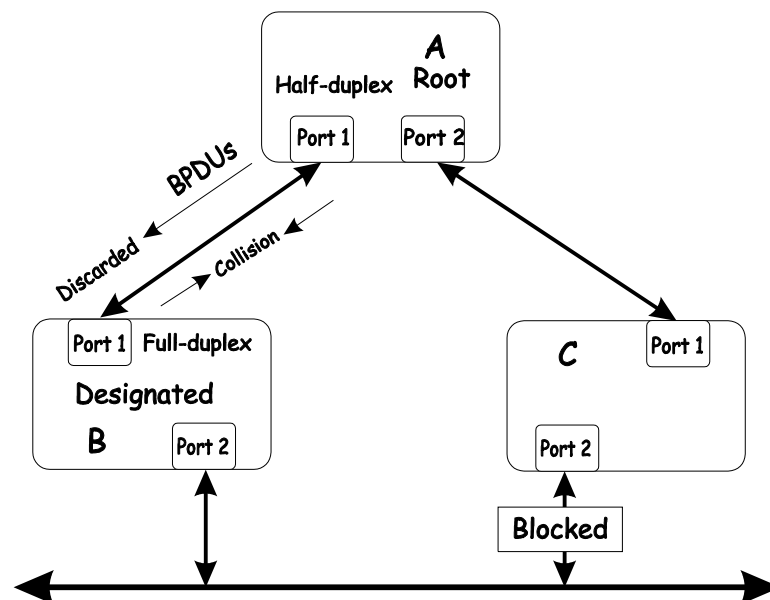 A
Root
Half-duplex
Port 1
Port 2
BPDUs
Discarded
Collision
Port 1
Full-duplex
Designated
B
Port 2
C
Port 1
Port 2
Blocked